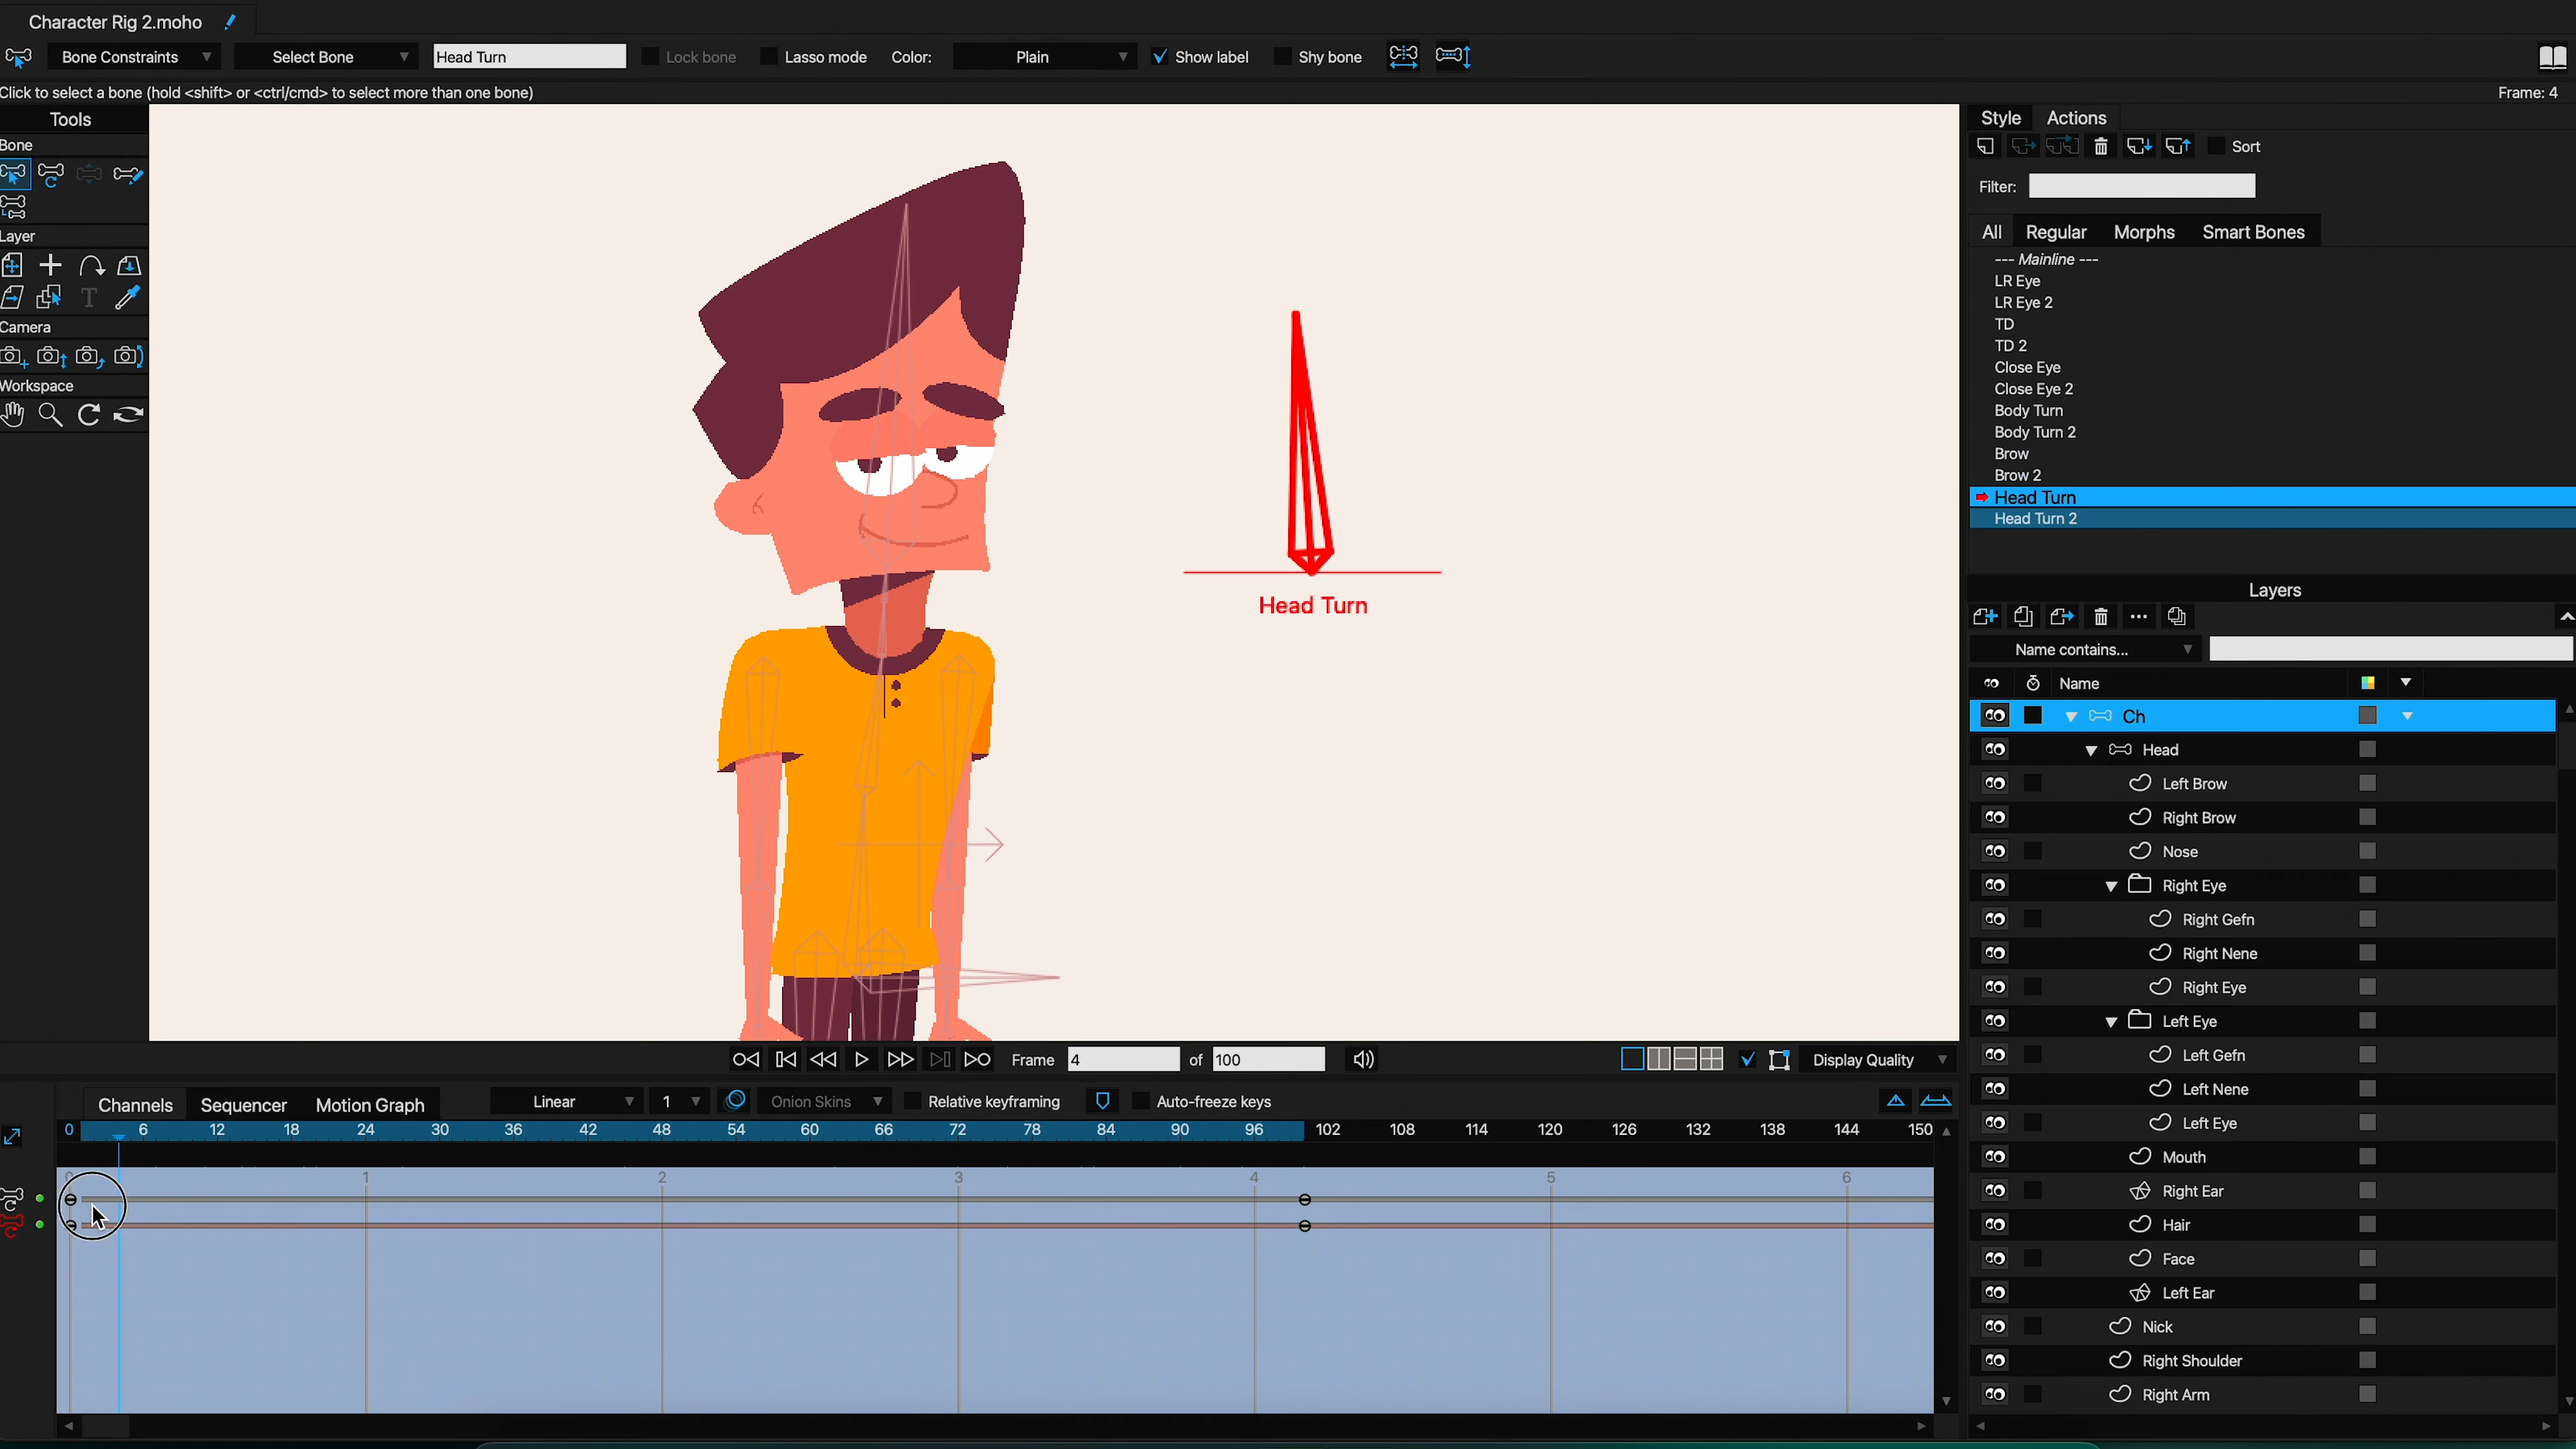 Character Rig 2.moho
Bone Constraints Select Bone Head Turn Lock bone Lasso mode Color: Plain Show label Shy bone
Click to select a bone (hold <shift> or <ctrl/cmd> to select more than one bone) Frame: 4
Tools
Bone
Layer
T
Camera
Workspace
Head Turn
Style Actions
Sort
Filter:
All Regular Morphs Smart Bones
--- Mainline ---
LR Eye
LR Eye 2
TD
TD 2
Close Eye
Close Eye 2
Body Turn
Body Turn 2
Brow
Brow 2
Head Turn
Head Turn 2
Layers
Name contains...
Name
Ch
Head
Left Brow
Right Brow
Nose
Right Eye
Right Gefn
Right Nene
Right Eye
Left Eye
Left Gefn
Left Nene
Left Eye
Mouth
Right Ear
Hair
Face
Left Ear
Nick
Right Shoulder
Right Arm
Frame 4 of 100 Display Quality
Channels Sequencer Motion Graph Linear 1 Onion Skins Relative keyframing Auto-freeze keys
0 6 12 18 24 30 36 42 48 54 60 66 72 78 84 90 96 102 108 114 120 126 132 138 144 150
0 1 2 3 4 5 6